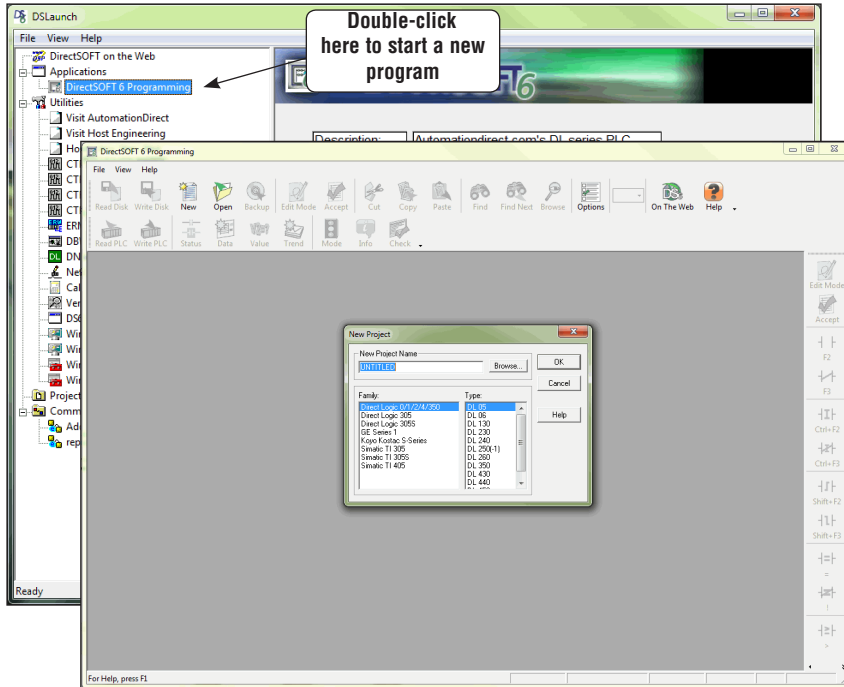 DSLaunch
File View Help
Double-click
here to start a new
program
DirectSOFT on the Web
Applications
DirectSOFT 6 Programming
Utilities
Visit AutomationDirect
Visit Host Engineering
6
Description:
Automationdirect.com's DL series PLC
DirectSOFT 6 Programming
File View Help
Read Disk Write Disk New Open Backup Edit Mode Accept Cut Copy Paste Find Find Next Browse Options On The Web Help
Read PLC Write PLC Status Data Value Trend Mode Info Check
Edit Mode
Accept
F2
F3
Ctrl+F2
Ctrl+F3
Shift+F2
Shift+F3
=
!
>
New Project
New Project Name
UNTITLED
Browse...
OK
Cancel
Help
Family:
Direct Logic 0/1/2/4/350
Direct Logic 305
Direct Logic 305S
GE Series 1
Koyo Kostac S-Series
Simatic TI 305
Simatic TI 305S
Simatic TI 405
Type:
DL 05
DL 06
DL 130
DL 230
DL 240
DL 250(-1)
DL 260
DL 350
DL 430
DL 440
Ready
For Help, press F1